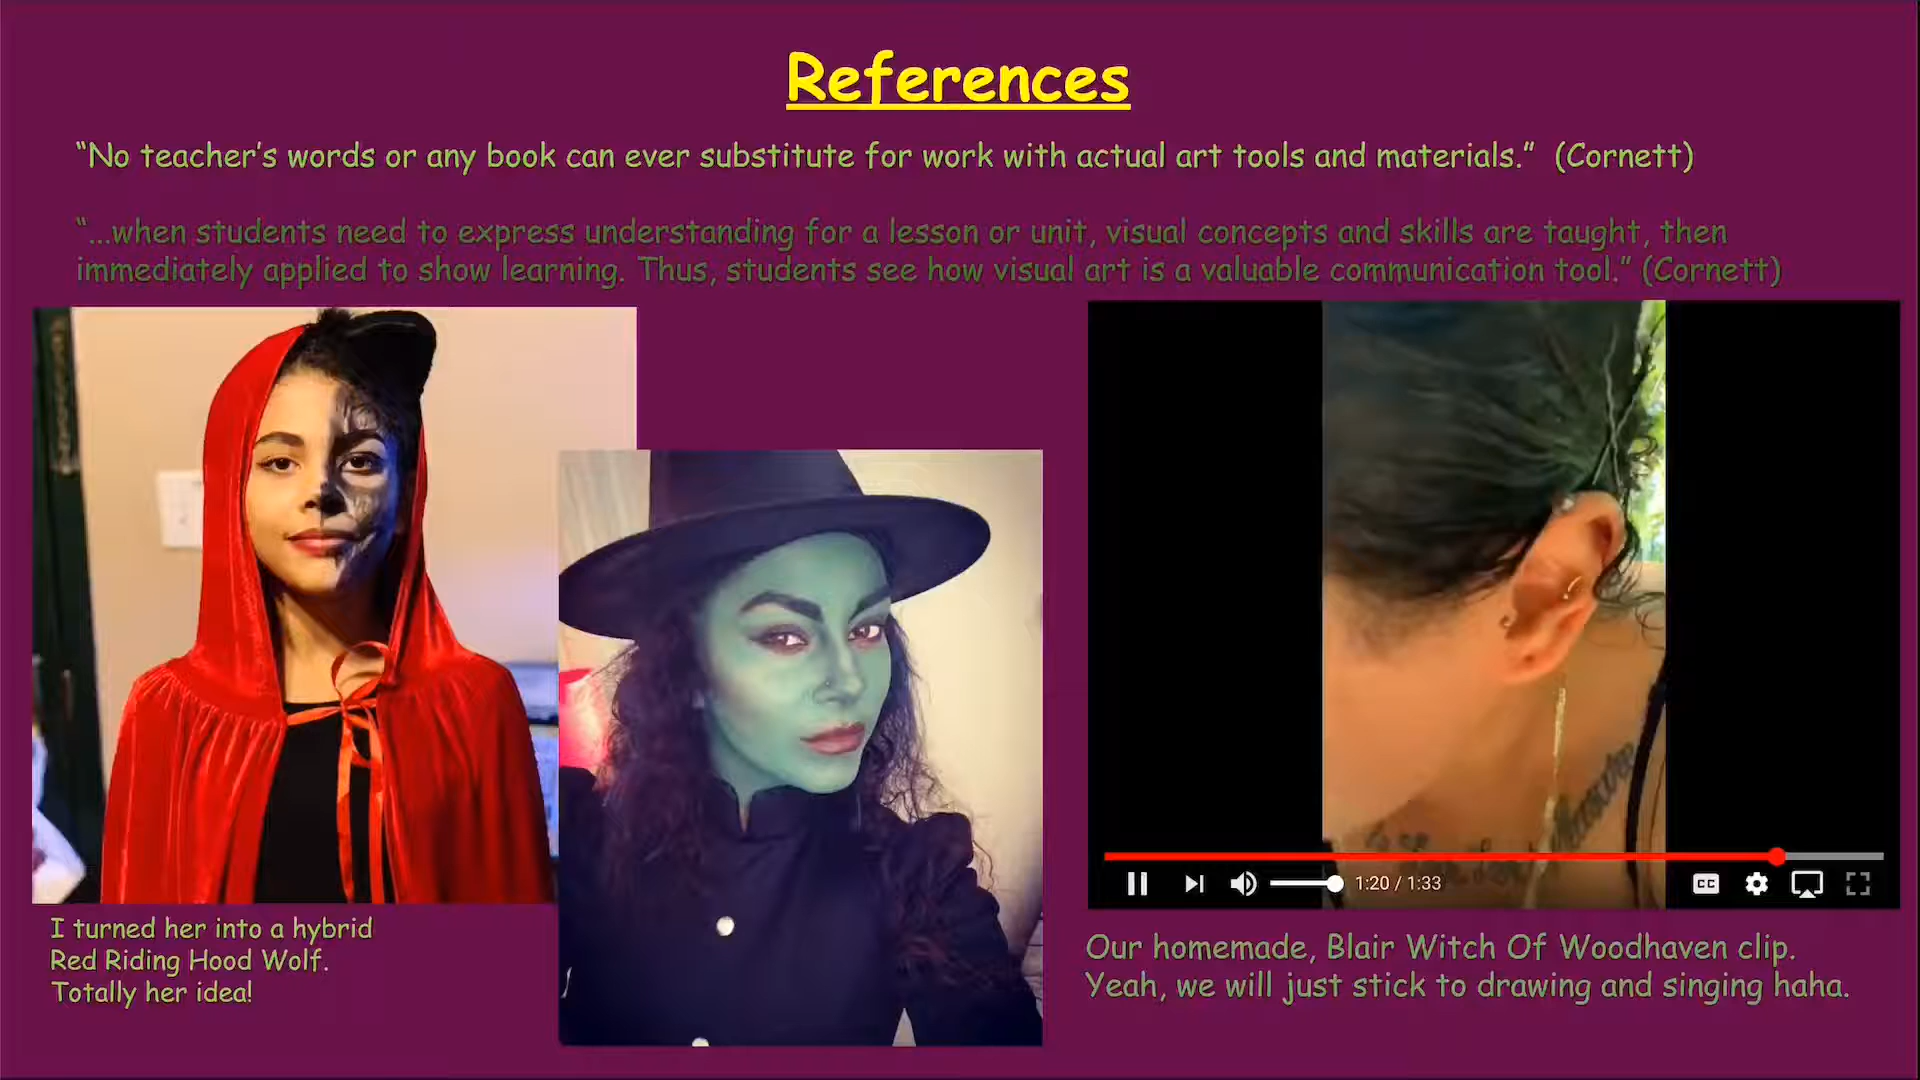 References
“No teacher’s words or any book can ever substitute for work with actual art tools and materials.” (Cornett)
“...when students need to express understanding for a lesson or unit, visual concepts and skills are taught, then
immediately applied to show learning. Thus, students see how visual art is a valuable communication tool.” (Cornett)
I turned her into a hybrid
Red Riding Hood Wolf.
Totally her idea!
1:20 / 1:33
CC
Our homemade, Blair Witch Of Woodhaven clip.
Yeah, we will just stick to drawing and singing haha.